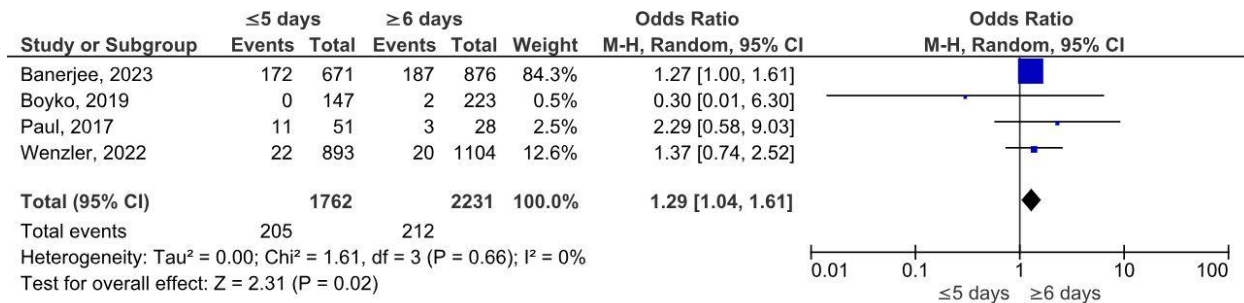 ≤5 days ≥6 days Odds Ratio Odds Ratio
Study or Subgroup Events Total Events Total Weight M-H, Random, 95% CI M-H, Random, 95% CI
Banerjee, 2023 172 671 187 876 84.3% 1.27 [1.00, 1.61]
Boyko, 2019 0 147 2 223 0.5% 0.30 [0.01, 6.30]
Paul, 2017 11 51 3 28 2.5% 2.29 [0.58, 9.03]
Wenzler, 2022 22 893 20 1104 12.6% 1.37 [0.74, 2.52]
Total (95% CI) 1762 2231 100.0% 1.29 [1.04, 1.61]
Total events 205 212
Heterogeneity: Tau² = 0.00; Chi² = 1.61, df = 3 (P = 0.66); I² = 0%
Test for overall effect: Z = 2.31 (P = 0.02)
0.01 0.1 1 10 100
≤5 days ≥6 days